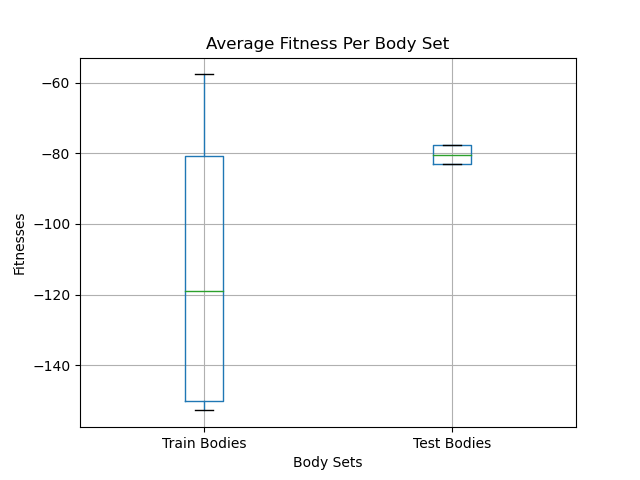 Average Fitness Per Body Set
−60
−80
−100
−120
−140
Fitnesses
Train Bodies
Test Bodies
Body Sets